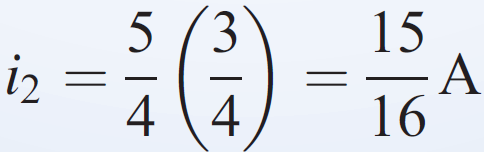 i₂ = 5/4 (3/4) = 15/16 A